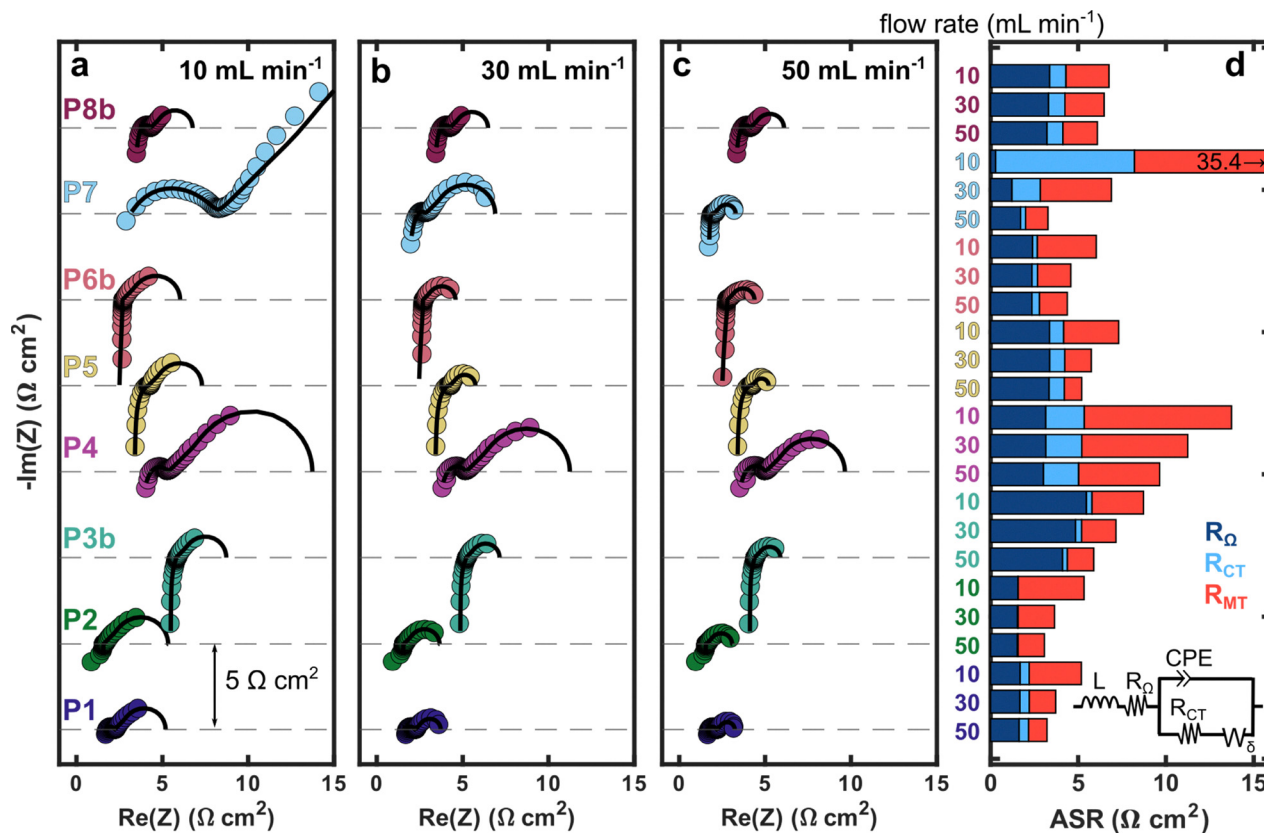 flow rate (mL min⁻¹)
a 10 mL min⁻¹
b 30 mL min⁻¹
c 50 mL min⁻¹
d
P8b
P7
P6b
P5
P4
P3b
P2
P1
5 Ω cm²
-Im(Z) (Ω cm²)
0 5 10 15
Re(Z) (Ω cm²)
0 5 10 15
Re(Z) (Ω cm²)
0 5 10 15
Re(Z) (Ω cm²)
10
30
50
10 35.4→
30
50
10
30
50
10
30
50
10
30
50
10
30
50
10
30
50
10
30
50
R_Ω
R_CT
R_MT
CPE
L R_Ω
R_CT
W_δ
0 5 10 15
ASR (Ω cm²)